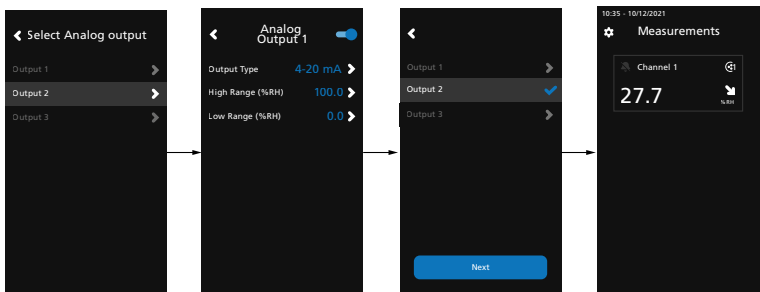 Select Analog output
Output 1
Output 2
Output 3
Analog
Output 1
Output Type 4-20 mA
High Range (%RH) 100.0
Low Range (%RH) 0.0
Output 1
Output 2
Output 3
Next
10:35 - 10/12/2021
Measurements
Channel 1 1
27.7
%RH